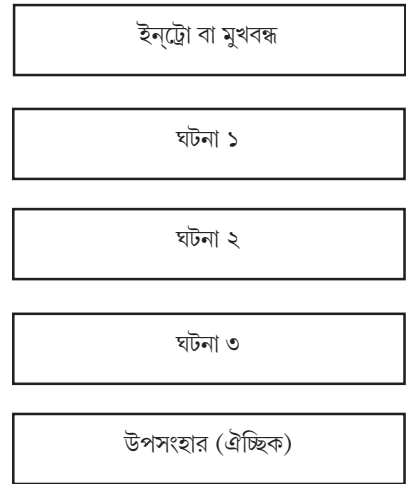 ইন্‌ট্রো বা মুখবন্ধ
ঘটনা ১
ঘটনা ২
ঘটনা ৩
উপসংহার (ঐচ্ছিক)